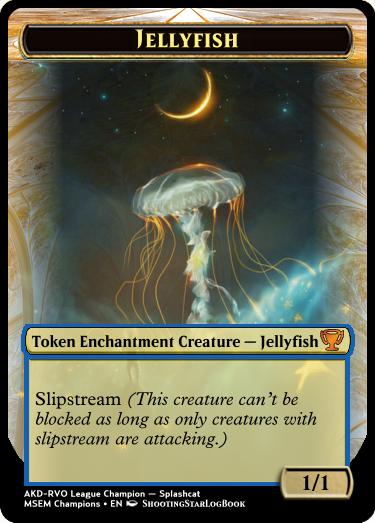 Jellyfish
Token Enchantment Creature — Jellyfish
Slipstream (This creature can't be
blocked as long as only creatures with
slipstream are attacking.)
1/1
AKD-RVO League Champion — Splashcat
MSEM Champions • EN ShootingStarLogBook